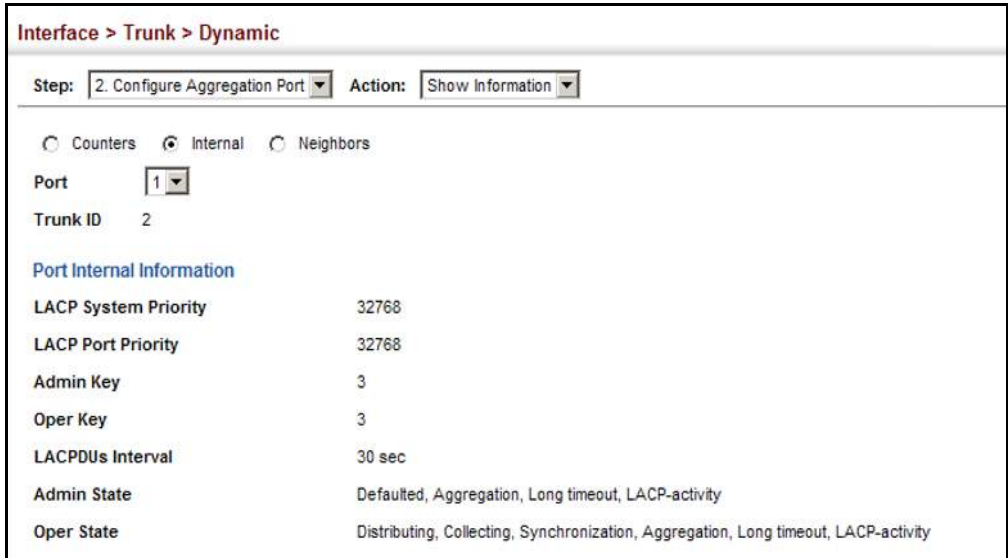 Interface > Trunk > Dynamic
Step: 2. Configure Aggregation Port Action: Show Information
Counters Internal Neighbors
Port 1
Trunk ID 2
Port Internal Information
LACP System Priority 32768
LACP Port Priority 32768
Admin Key 3
Oper Key 3
LACPDUs Interval 30 sec
Admin State Defaulted, Aggregation, Long timeout, LACP-activity
Oper State Distributing, Collecting, Synchronization, Aggregation, Long timeout, LACP-activity